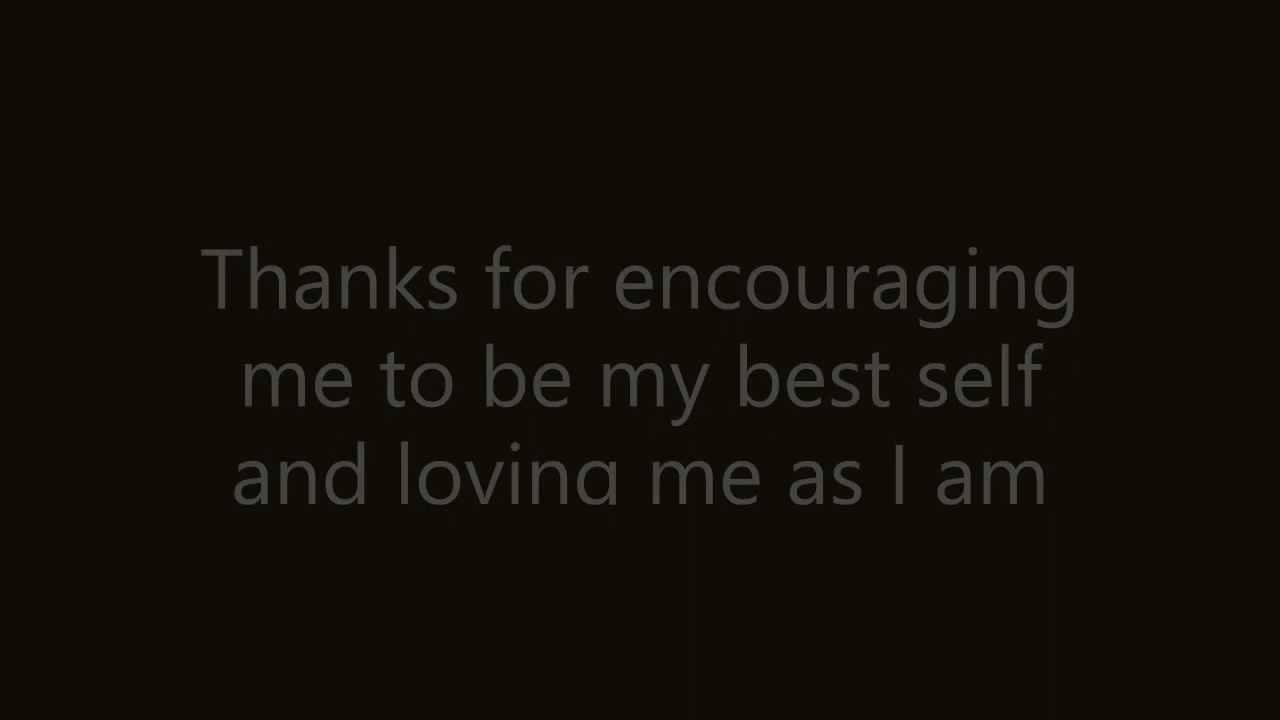 Thanks for encouraging
me to be my best self
and loving me as I am